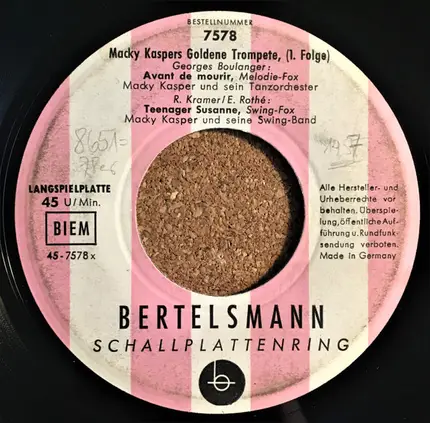 BESTELLNUMMER
7578
Macky Kaspers Goldene Trompete, (1. Folge)
Georges Boulanger:
Avant de mourir, Melodie-Fox
Macky Kasper und sein Tanzorchester
R. Kramer/E. Rothé:
Teenager Susanne, Swing-Fox
Macky Kasper und seine Swing-Band
LANGSPIELPLATTE
45 U/Min.
BIEM
45-7578 x
Alle Hersteller- und
Urheberrechte vor
behalten. Überspie-
lung, öffentliche Auf-
führung u. Rundfunk-
sendung verboten.
Made in Germany
BERTELSMANN
SCHALLPLATTENRING